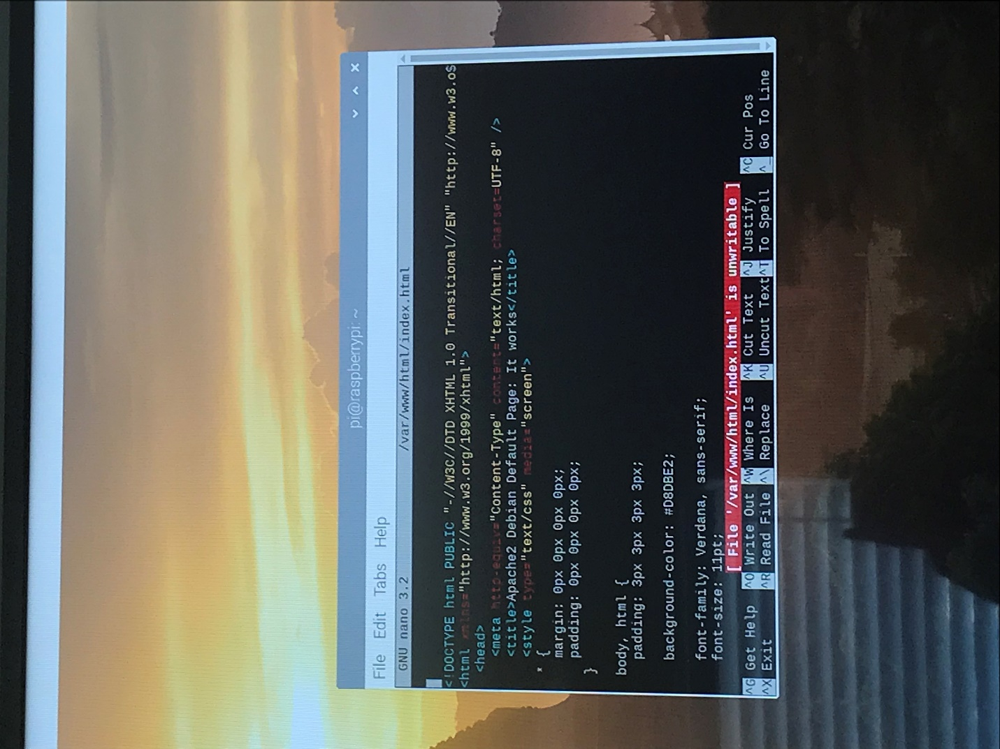 pi@raspberrypi: ~
File Edit Tabs Help
GNU nano 3.2 /var/www/html/index.html
<!DOCTYPE html PUBLIC "-//W3C//DTD XHTML 1.0 Transitional//EN" "http://www.w3.o$
<html xmlns="http://www.w3.org/1999/xhtml">
<head>
<meta http-equiv="Content-Type" content="text/html; charset=UTF-8" />
<title>Apache2 Debian Default Page: It works</title>
<style type="text/css" media="screen">
* {
margin: 0px 0px 0px 0px;
padding: 0px 0px 0px 0px;
}
body, html {
padding: 3px 3px 3px 3px;
background-color: #D8DBE2;
font-family: Verdana, sans-serif;
font-size: 11pt;
[ File '/var/www/html/index.html' is unwritable ]
^G Get Help ^O Write Out ^W Where Is ^K Cut Text ^J Justify ^C Cur Pos
^X Exit ^R Read File ^\ Replace ^U Uncut Text ^T To Spell ^_ Go To Line